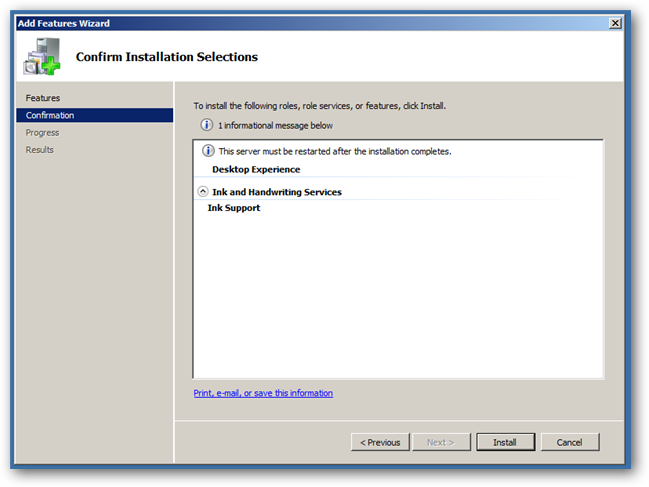 Add Features Wizard
Confirm Installation Selections
Features
Confirmation
Progress
Results
To install the following roles, role services, or features, click Install.
1 informational message below
This server must be restarted after the installation completes.
Desktop Experience
Ink and Handwriting Services
Ink Support
Print, e-mail, or save this information
< Previous
Next >
Install
Cancel